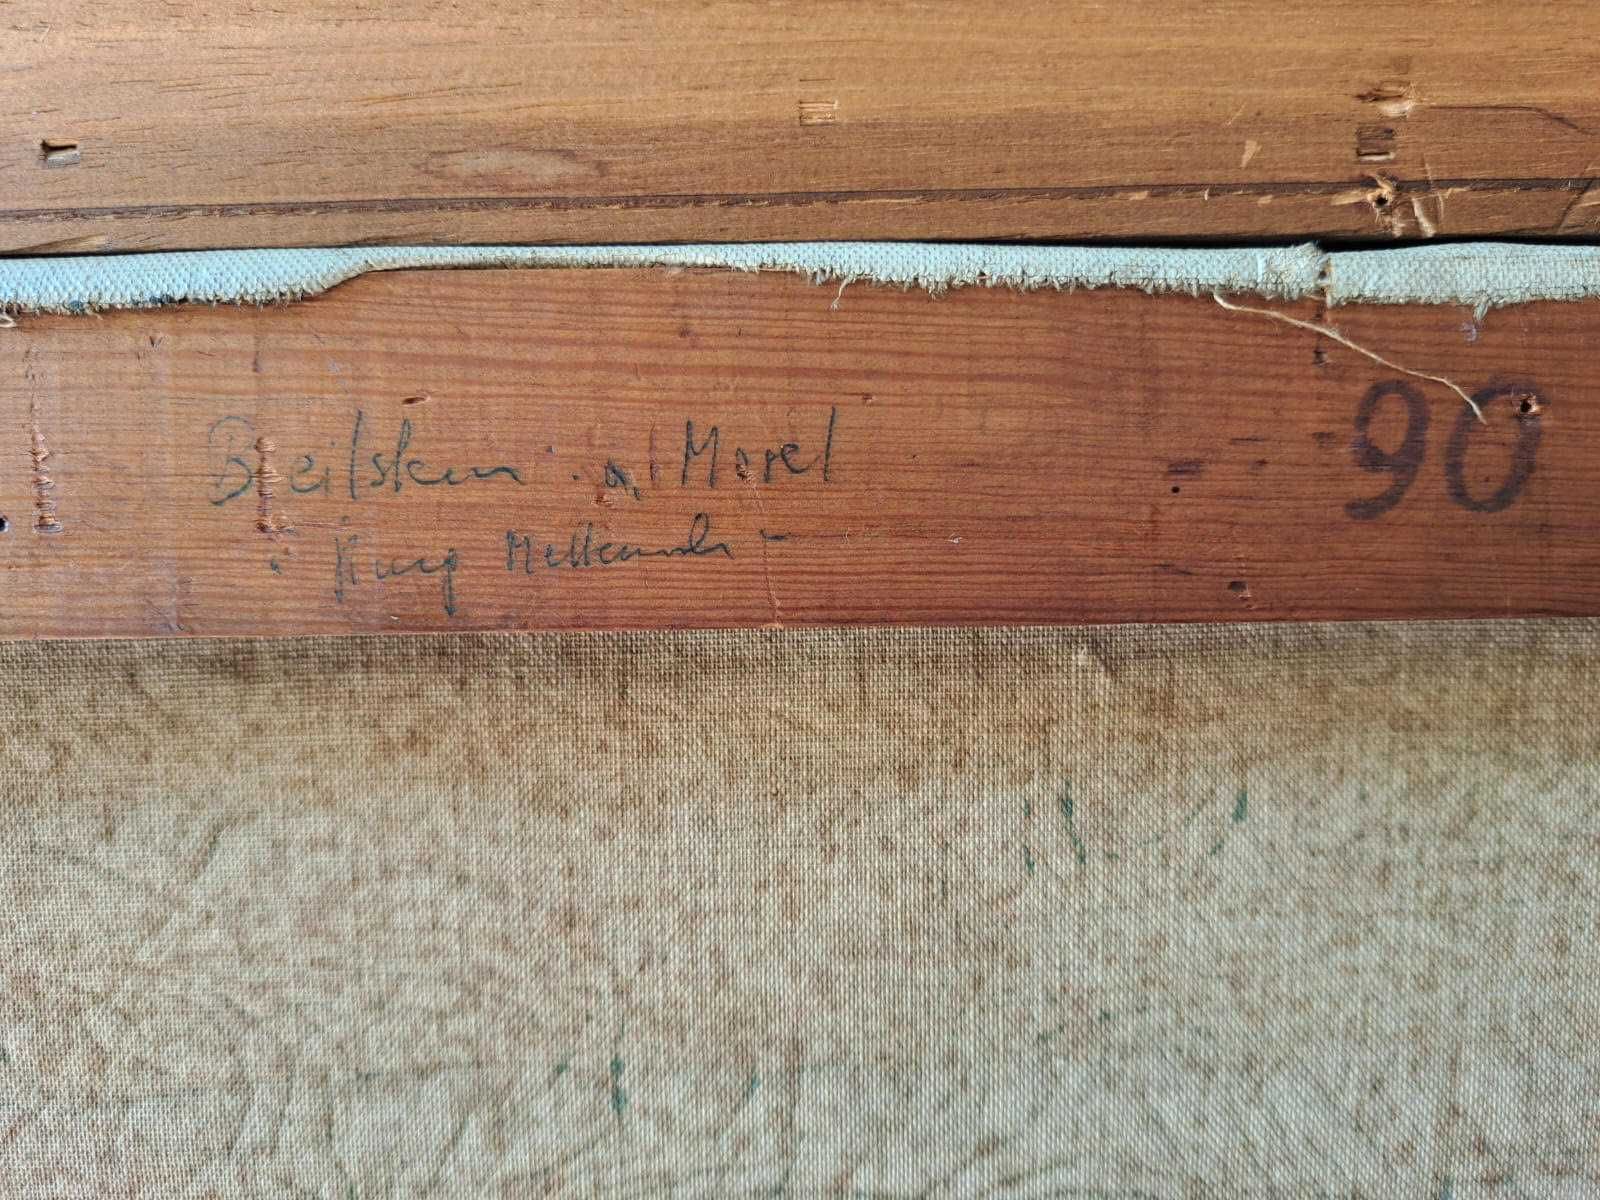 Beilstein a. Mosel
Burg Metternich
90